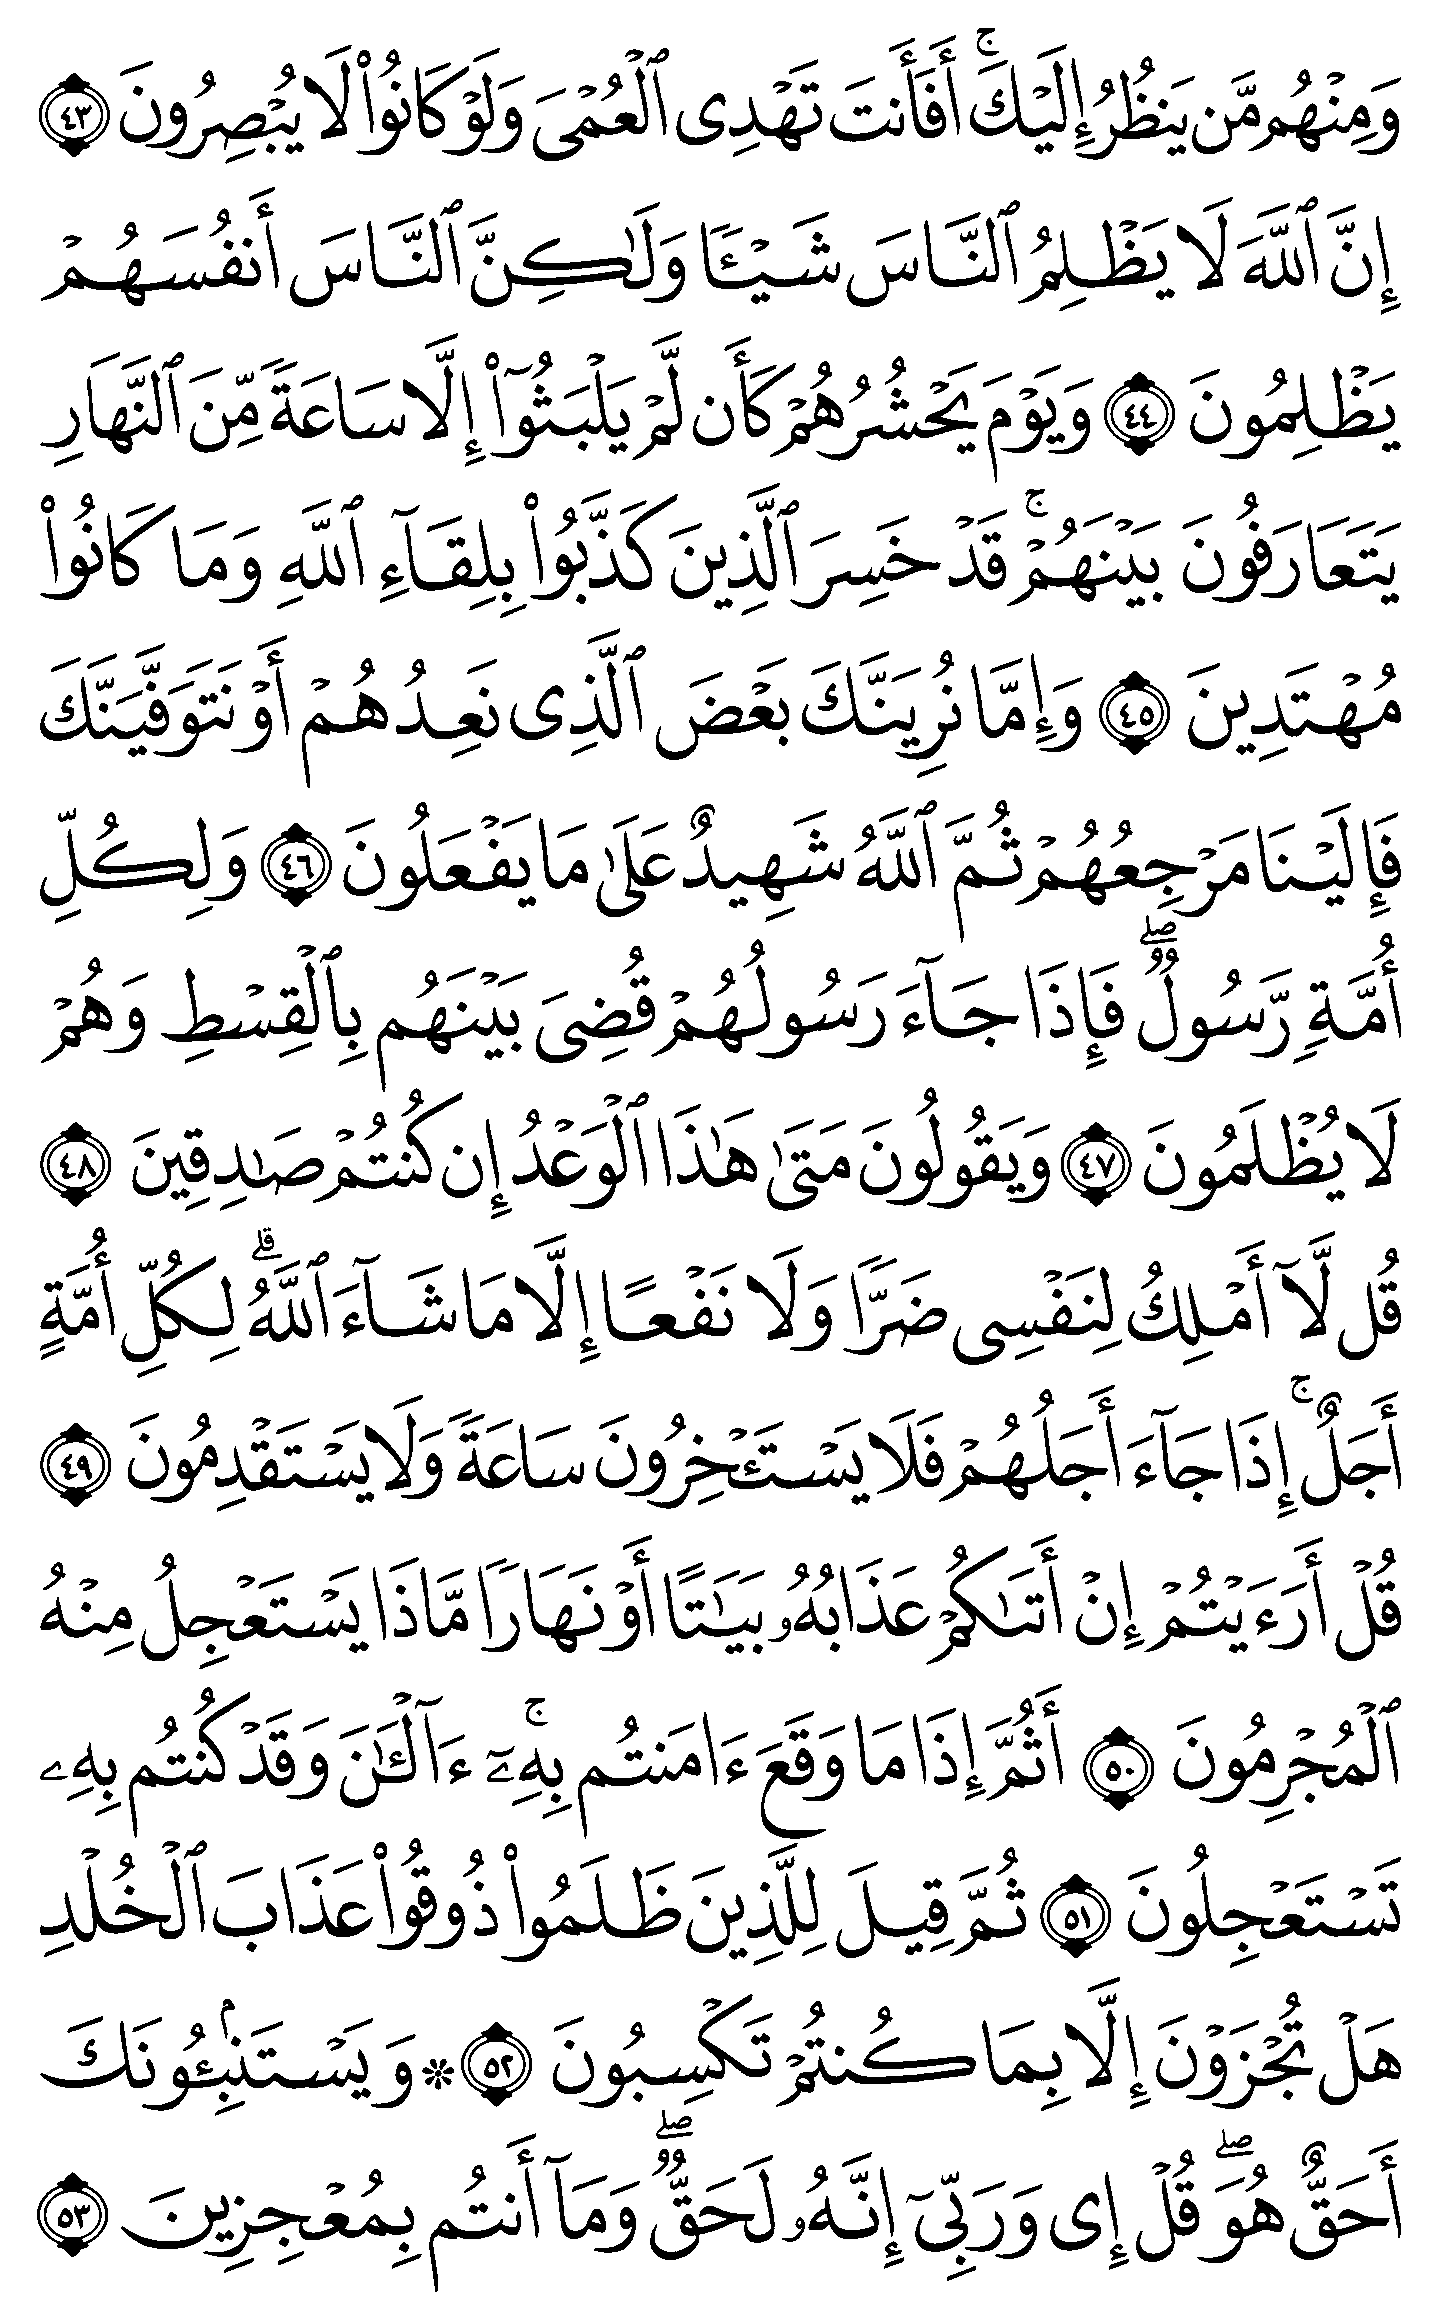 وَمِنْهُم مَّن يَنظُرُ إِلَيْكَ ۚ أَفَأَنتَ تَهْدِى ٱلْعُمْىَ وَلَوْ كَانُوا۟ لَا يُبْصِرُونَ ٤٣
إِنَّ ٱللَّهَ لَا يَظْلِمُ ٱلنَّاسَ شَيْـًٔا وَلَـٰكِنَّ ٱلنَّاسَ أَنفُسَهُمْ
يَظْلِمُونَ ٤٤ وَيَوْمَ يَحْشُرُهُمْ كَأَن لَّمْ يَلْبَثُوٓا۟ إِلَّا سَاعَةً مِّنَ ٱلنَّهَارِ
يَتَعَارَفُونَ بَيْنَهُمْ ۚ قَدْ خَسِرَ ٱلَّذِينَ كَذَّبُوا۟ بِلِقَآءِ ٱللَّهِ وَمَا كَانُوا۟
مُهْتَدِينَ ٤٥ وَإِمَّا نُرِيَنَّكَ بَعْضَ ٱلَّذِى نَعِدُهُمْ أَوْ نَتَوَفَّيَنَّكَ
فَإِلَيْنَا مَرْجِعُهُمْ ثُمَّ ٱللَّهُ شَهِيدٌ عَلَىٰ مَا يَفْعَلُونَ ٤٦ وَلِكُلِّ
أُمَّةٍ رَّسُولٌ ۖ فَإِذَا جَآءَ رَسُولُهُمْ قُضِىَ بَيْنَهُم بِٱلْقِسْطِ وَهُمْ
لَا يُظْلَمُونَ ٤٧ وَيَقُولُونَ مَتَىٰ هَـٰذَا ٱلْوَعْدُ إِن كُنتُمْ صَـٰدِقِينَ ٤٨
قُل لَّآ أَمْلِكُ لِنَفْسِى ضَرًّا وَلَا نَفْعًا إِلَّا مَا شَآءَ ٱللَّهُ ۗ لِكُلِّ أُمَّةٍ
أَجَلٌ ۚ إِذَا جَآءَ أَجَلُهُمْ فَلَا يَسْتَـْٔخِرُونَ سَاعَةً وَلَا يَسْتَقْدِمُونَ ٤٩
قُلْ أَرَءَيْتُمْ إِنْ أَتَىٰكُمْ عَذَابُهُۥ بَيَـٰتًا أَوْ نَهَارًا مَّاذَا يَسْتَعْجِلُ مِنْهُ
ٱلْمُجْرِمُونَ ٥٠ أَثُمَّ إِذَا مَا وَقَعَ ءَامَنتُم بِهِۦٓ ۚ ءَآلْـَٔـٰنَ وَقَدْ كُنتُم بِهِۦ
تَسْتَعْجِلُونَ ٥١ ثُمَّ قِيلَ لِلَّذِينَ ظَلَمُوا۟ ذُوقُوا۟ عَذَابَ ٱلْخُلْدِ
هَلْ تُجْزَوْنَ إِلَّا بِمَا كُنتُمْ تَكْسِبُونَ ٥٢ ۞ وَيَسْتَنۢبِـُٔونَكَ
أَحَقٌّ هُوَ ۖ قُلْ إِى وَرَبِّىٓ إِنَّهُۥ لَحَقٌّ ۖ وَمَآ أَنتُم بِمُعْجِزِينَ ٥٣